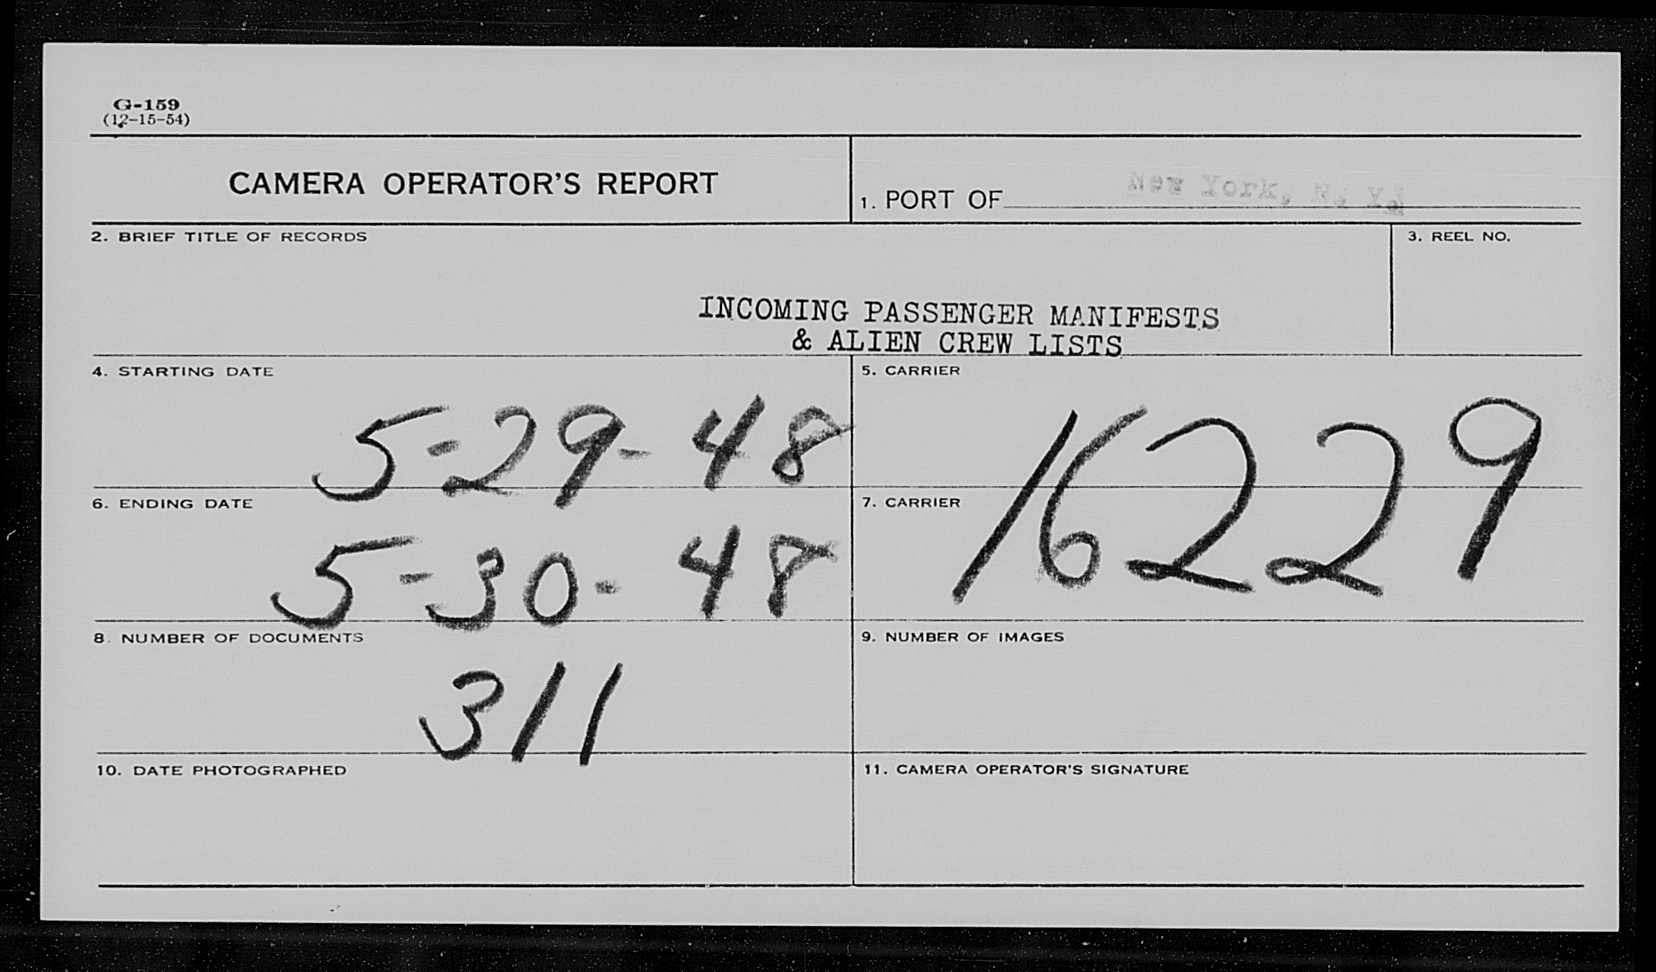 G-159
(12-15-54)
CAMERA OPERATOR'S REPORT
1. PORT OF New York, N. Y.
2. BRIEF TITLE OF RECORDS
3. REEL NO.
INCOMING PASSENGER MANIFESTS
& ALIEN CREW LISTS
4. STARTING DATE
5-29-48
5. CARRIER
16229
6. ENDING DATE
5-30-48
7. CARRIER
8. NUMBER OF DOCUMENTS
311
9. NUMBER OF IMAGES
10. DATE PHOTOGRAPHED
11. CAMERA OPERATOR'S SIGNATURE